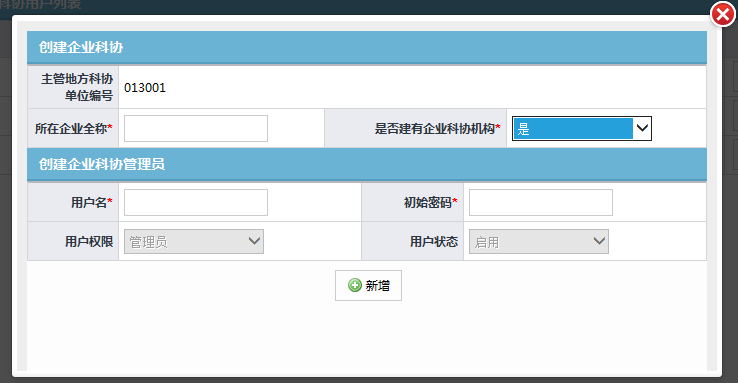 科协用户列表
创建企业科协
主管地方科协
单位编号
013001
所在企业全称*
是否建有企业科协机构*
是
创建企业科协管理员
用户名*
初始密码*
用户权限
管理员
用户状态
启用
新增